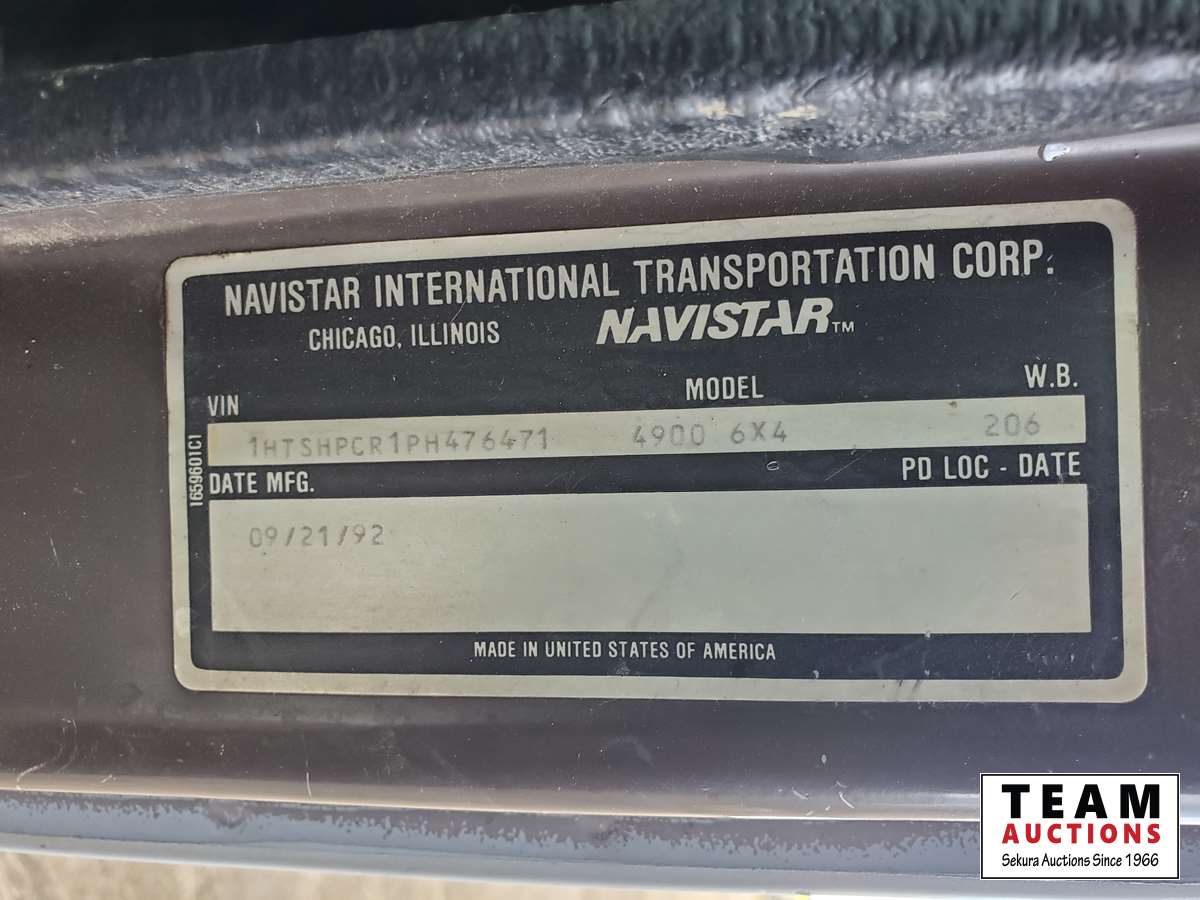 NAVISTAR INTERNATIONAL TRANSPORTATION CORP.
CHICAGO, ILLINOIS NAVISTAR™
VIN MODEL W.B.
1HTSHPCR1PH476471 4900 6X4 206
1659601C1
DATE MFG. PD LOC - DATE
09/21/92
MADE IN UNITED STATES OF AMERICA
TEAM
AUCTIONS
Sekura Auctions Since 1966